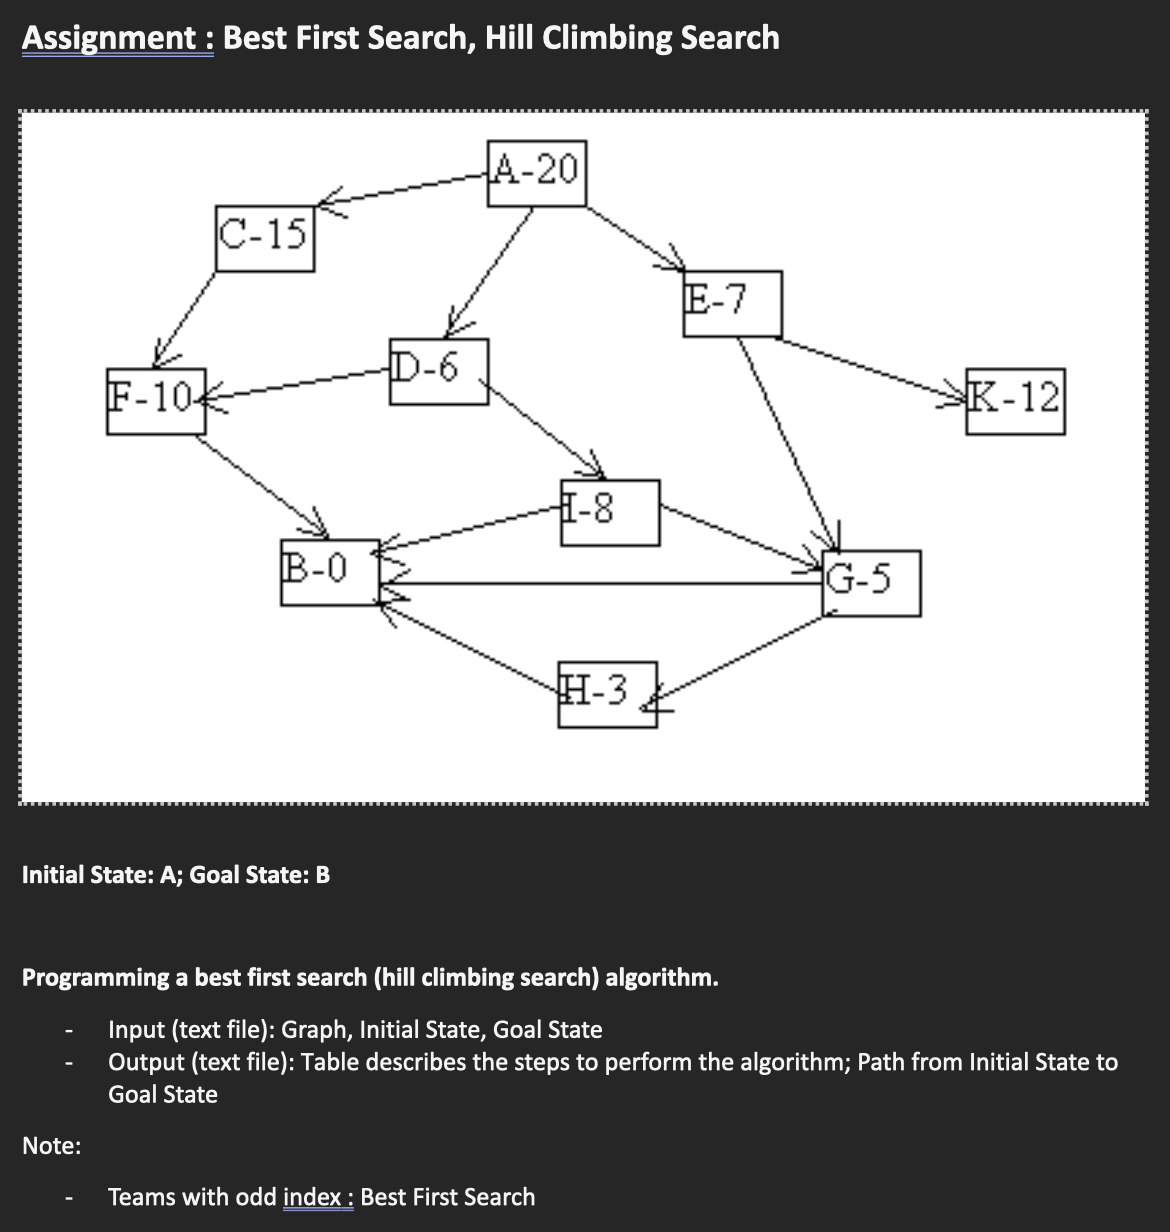 Assignment : Best First Search, Hill Climbing Search
A-20
C-15
E-7
D-6
F-10
K-12
I-8
B-0
G-5
H-3
Initial State: A; Goal State: B
Programming a best first search (hill climbing search) algorithm.
- Input (text file): Graph, Initial State, Goal State
- Output (text file): Table describes the steps to perform the algorithm; Path from Initial State to
Goal State
Note:
- Teams with odd index : Best First Search